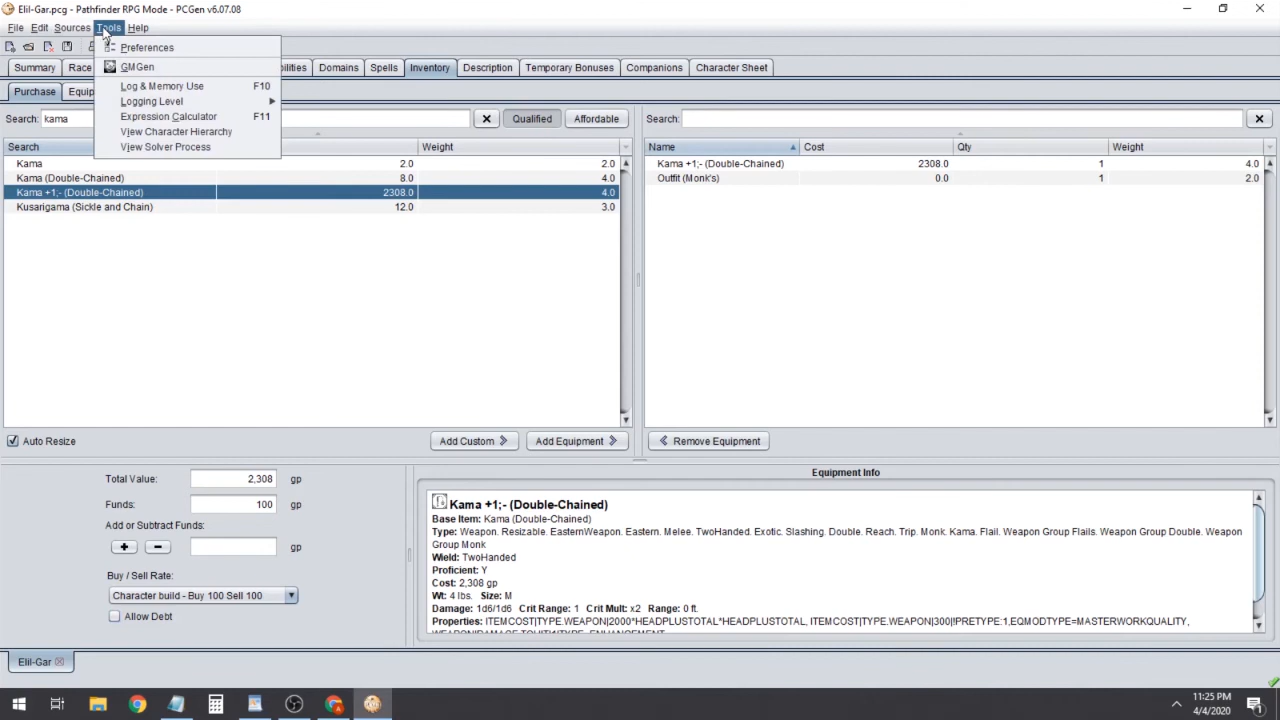 Elil-Gar.pcg - Pathfinder RPG Mode - PCGen v6.07.08
File Edit Sources Tools Help
Preferences
GMGen
Log & Memory Use F10
Logging Level
Expression Calculator F11
View Character Hierarchy
View Solver Process
Summary Race bilities Domains Spells Inventory Description Temporary Bonuses Companions Character Sheet
Purchase Equip
Search: kama Qualified Affordable Search:
Search Weight Name Cost Qty Weight
Kama 2.0 2.0 Kama +1;- (Double-Chained) 2308.0 1 4.0
Kama (Double-Chained) 8.0 4.0 Outfit (Monk's) 0.0 1 2.0
Kama +1;- (Double-Chained) 2308.0 4.0
Kusarigama (Sickle and Chain) 12.0 3.0
Auto Resize Add Custom Add Equipment Remove Equipment
Total Value: 2,308 gp
Funds: 100 gp
Add or Subtract Funds:
+ - gp
Buy / Sell Rate:
Character build - Buy 100 Sell 100
Allow Debt
Equipment Info
Kama +1;- (Double-Chained)
Base Item: Kama (Double-Chained)
Type: Weapon. Resizable. EasternWeapon. Eastern. Melee. TwoHanded. Exotic. Slashing. Double. Reach. Trip. Monk. Kama. Flail. Weapon Group Flails. Weapon Group Double. Weapon
Group Monk
Wield: TwoHanded
Proficient: Y
Cost: 2,308 gp
Wt: 4 lbs. Size: M
Damage: 1d6/1d6 Crit Range: 1 Crit Mult: x2 Range: 0 ft.
Properties: ITEMCOST|TYPE.WEAPON|2000*HEADPLUSTOTAL, ITEMCOST|TYPE.WEAPON|300|!PRETYPE:1,EQMODTYPE=MASTERWORKQUALITY,
Elil-Gar
11:25 PM
4/4/2020